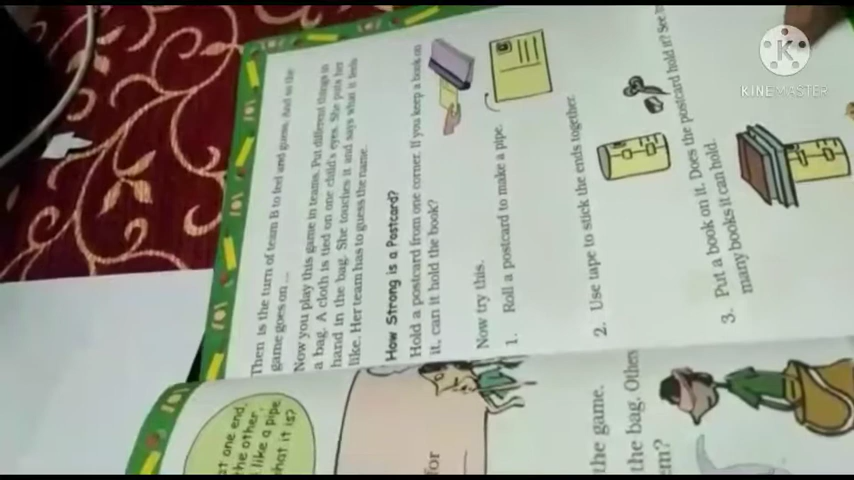 Then is the turn of team B to feel and guess. And so the
game goes on ...
Now you play this game in teams. Put different things in
a bag. A cloth is tied on one child's eyes. She puts her
hand in the bag. She touches it and says what it feels
like. Her team has to guess the name.
How Strong is a Postcard?
Hold a postcard from one corner. If you keep a book on
it, can it hold the book?
Now try this.
1. Roll a postcard to make a pipe.
2. Use tape to stick the ends together.
3. Put a book on it. Does the postcard hold it? See
many books it can hold.
at one end.
the other
like a pipe
what it is?
for
the game.
the bag. Others
em?
KINEMASTER